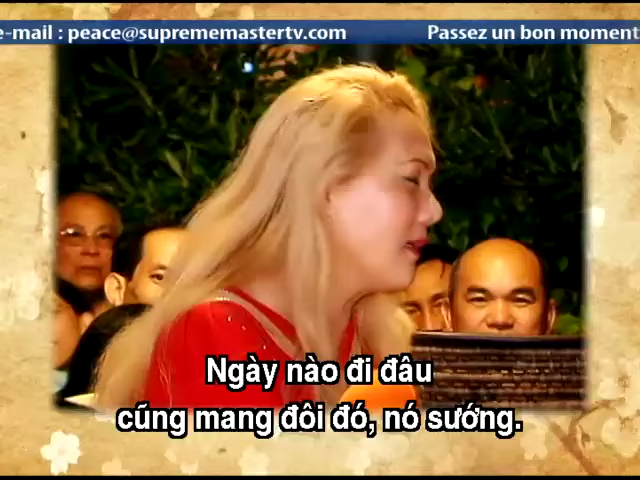 e-mail : peace@suprememastertv.com
Passez un bon moment
Ngày nào đi đâu
cũng mang đôi đó, nó sướng.